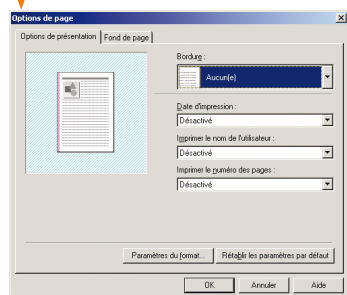 Options de page
Options de présentation Fond de page
Bordure :
Aucun(e)
Date d'impression :
Désactivé
Imprimer le nom de l'utilisateur :
Désactivé
Imprimer le numéro des pages :
Désactivé
Paramètres du format... Rétablir les paramètres par défaut
OK Annuler Aide